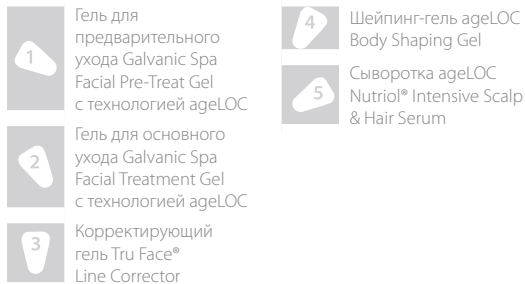 1
Гель для
предварительного
ухода Galvanic Spa
Facial Pre-Treat Gel
с технологией ageLOC
2
Гель для основного
ухода Galvanic Spa
Facial Treatment Gel
с технологией ageLOC
3
Корректирующий
гель Tru Face®
Line Corrector
4
Шейпинг-гель ageLOC
Body Shaping Gel
5
Сыворотка ageLOC
Nutriol® Intensive Scalp
& Hair Serum